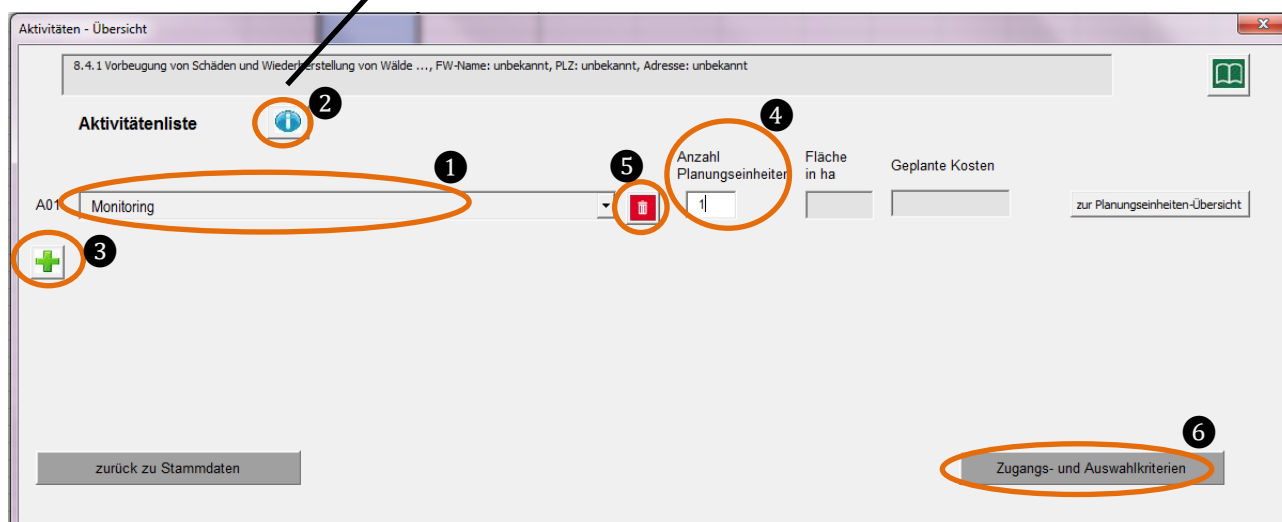 Aktivitäten - Übersicht
8.4.1 Vorbeugung von Schäden und Wiederherstellung von Wälde ..., FW-Name: unbekannt, PLZ: unbekannt, Adresse: unbekannt
Aktivitätenliste
2
1
5
4
Anzahl
Planungseinheiten
Fläche
in ha
Geplante Kosten
A01
Monitoring
1
zur Planungseinheiten-Übersicht
3
6
zurück zu Stammdaten
Zugangs- und Auswahlkriterien